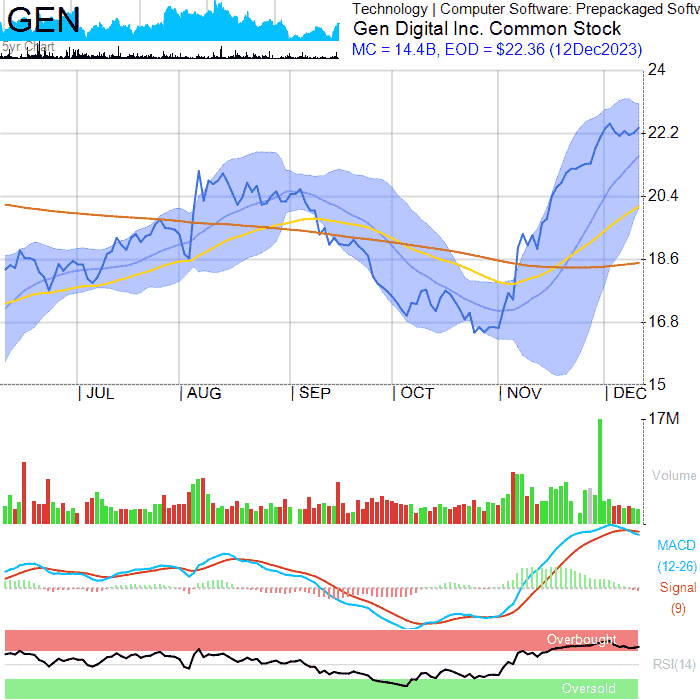 GEN
Technology | Computer Software: Prepackaged Softw
Gen Digital Inc. Common Stock
MC = 14.4B, EOD = $22.36 (12Dec2023)
5yr Chart
24
22.2
20.4
18.6
16.8
15
| JUL | AUG | SEP | OCT | NOV | DEC
17M
Volume
MACD
(12-26)
Signal
(9)
Overbought
RSI(14)
Oversold